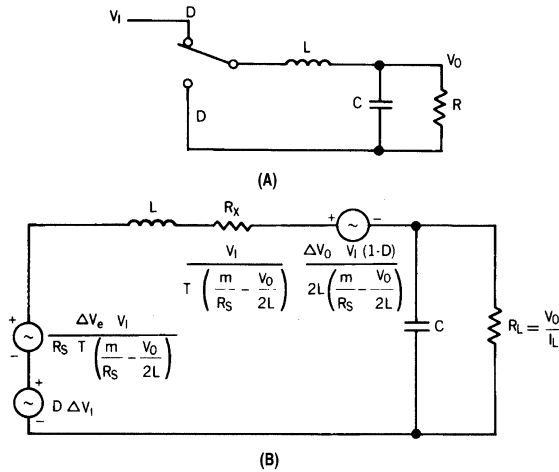 V_I D
L V_O
C R
D
(A)
L R_X + −
V_I / T ( m/R_S − V_O/2L )
ΔV_O V_I (1-D) / 2L ( m/R_S − V_O/2L )
+ ΔV_e V_I / R_S T ( m/R_S − V_O/2L ) −
C R_L = V_O/I_L
+ D ΔV_I −
(B)